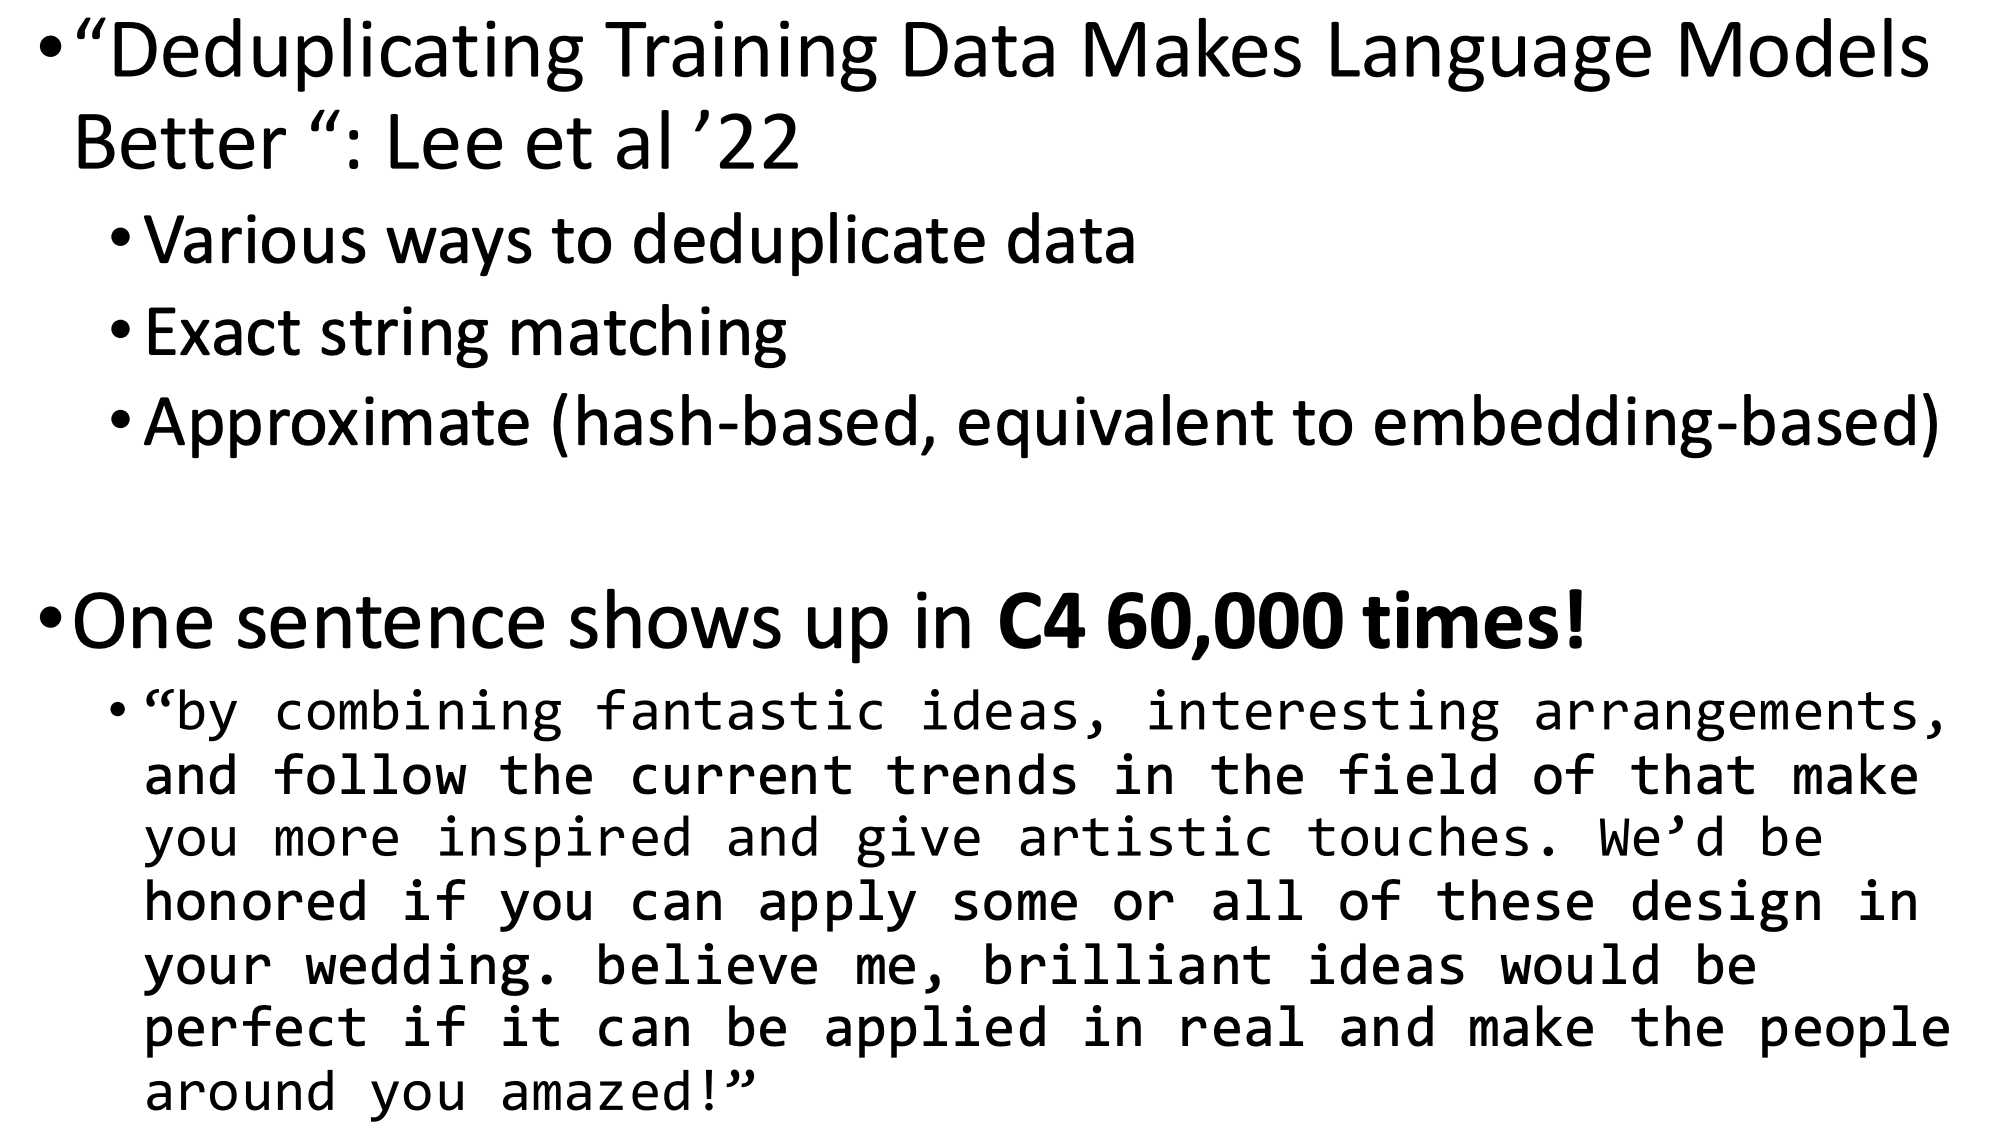 •“Deduplicating Training Data Makes Language Models
Better “: Lee et al ’22
•Various ways to deduplicate data
•Exact string matching
•Approximate (hash-based, equivalent to embedding-based)
•One sentence shows up in C4 60,000 times!
•“by combining fantastic ideas, interesting arrangements,
and follow the current trends in the field of that make
you more inspired and give artistic touches. We’d be
honored if you can apply some or all of these design in
your wedding. believe me, brilliant ideas would be
perfect if it can be applied in real and make the people
around you amazed!”